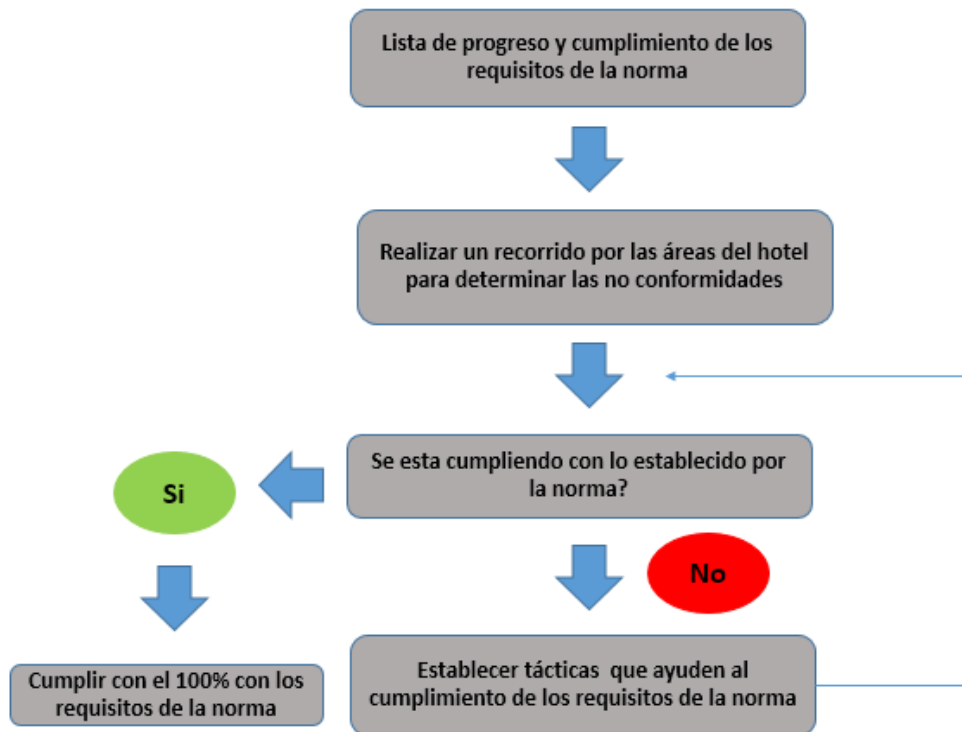 Lista de progreso y cumplimiento de los
requisitos de la norma
Realizar un recorrido por las áreas del hotel
para determinar las no conformidades
Se esta cumpliendo con lo establecido por
la norma?
Si
No
Cumplir con el 100% con los
requisitos de la norma
Establecer tácticas que ayuden al
cumplimiento de los requisitos de la norma